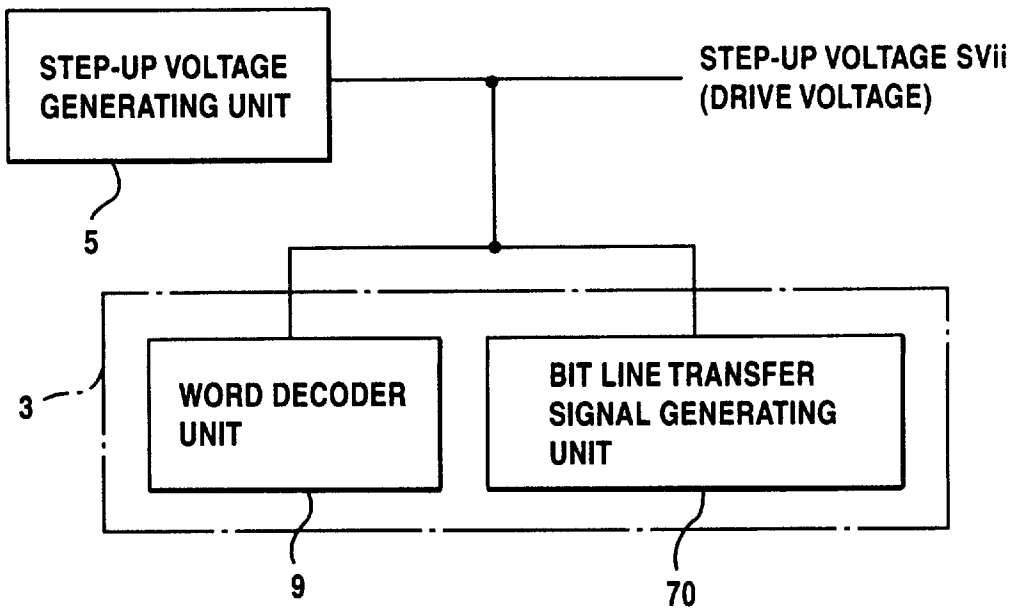 STEP-UP VOLTAGE
GENERATING UNIT
STEP-UP VOLTAGE SVii
(DRIVE VOLTAGE)
5
3
WORD DECODER
UNIT
BIT LINE TRANSFER
SIGNAL GENERATING
UNIT
9
70